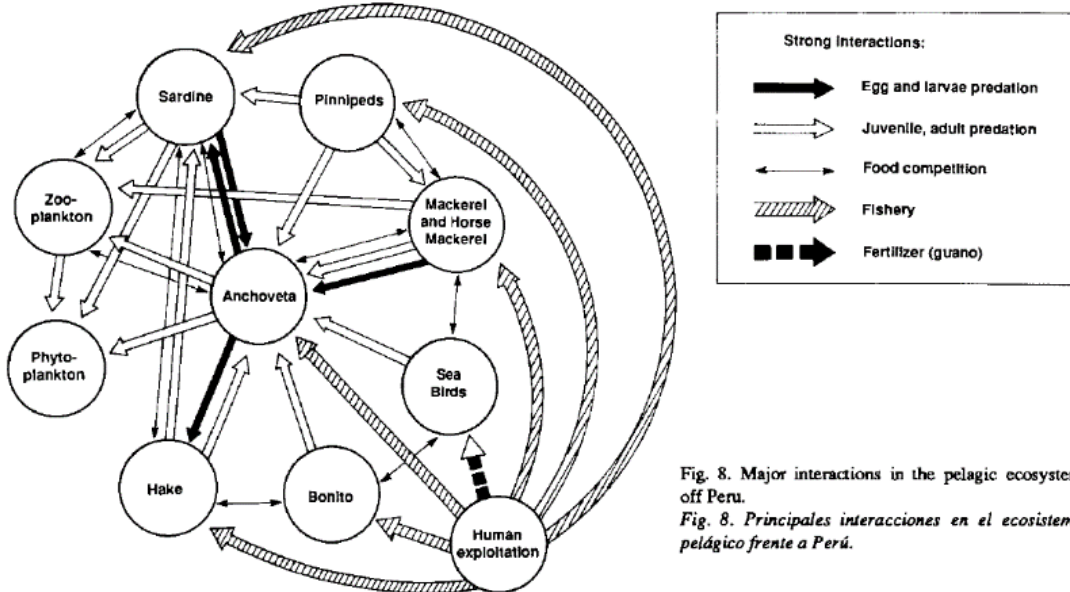 Sardine
Pinnipeds
Zoo-
plankton
Mackerel
and Horse
Mackerel
Anchoveta
Phyto-
plankton
Sea
Birds
Hake
Bonito
Human
exploitation
Strong Interactions:
Egg and larvae predation
Juvenile, adult predation
Food competition
Fishery
Fertilizer (guano)
Fig. 8. Major interactions in the pelagic ecosyste
off Peru.
Fig. 8. Principales interacciones en el ecosistem
pelágico frente a Perú.